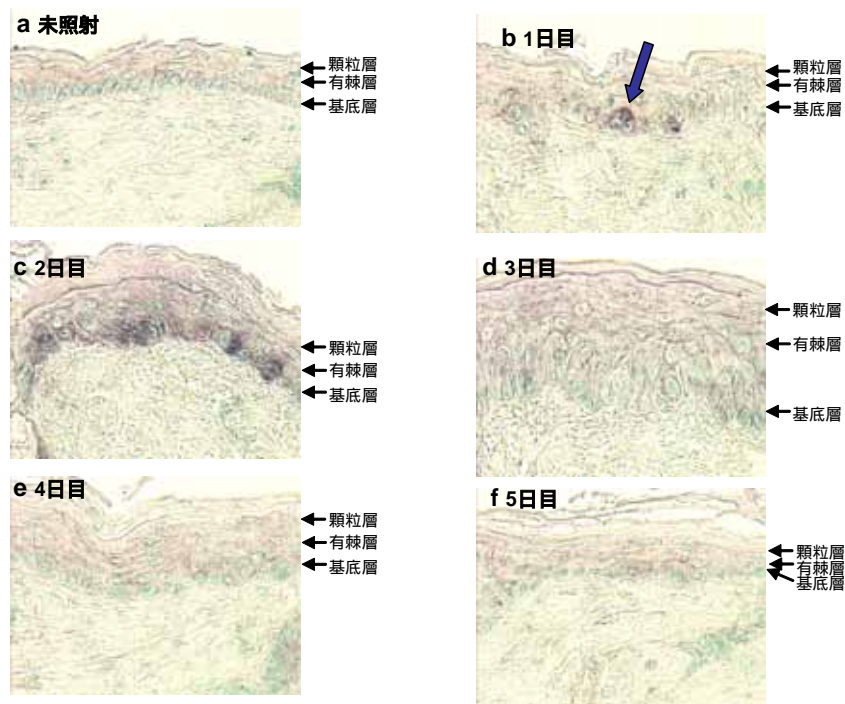 a 未照射
顆粒層
有棘層
基底層
b 1日目
顆粒層
有棘層
基底層
c 2日目
顆粒層
有棘層
基底層
d 3日目
顆粒層
有棘層
基底層
e 4日目
顆粒層
有棘層
基底層
f 5日目
顆粒層
有棘層
基底層